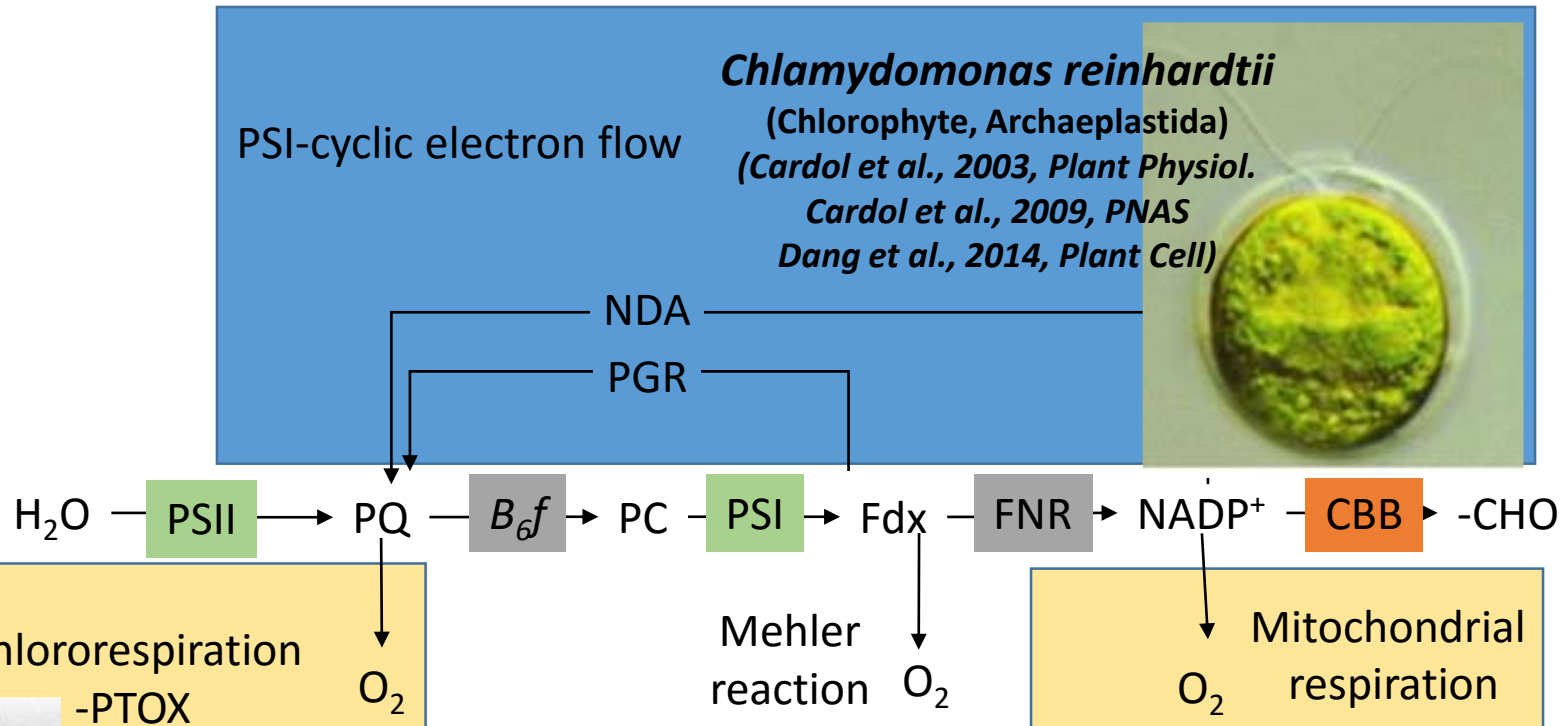 Chlamydomonas reinhardtii
(Chlorophyte, Archaeplastida)
PSI-cyclic electron flow
(Cardol et al., 2003, Plant Physiol.
Cardol et al., 2009, PNAS
Dang et al., 2014, Plant Cell)
NDA
PGR
H₂O PSII PQ B₆f PC PSI Fdx FNR NADP⁺ CBB -CHO
hlororespiration
-PTOX
O₂
Mehler
reaction
O₂
Mitochondrial
respiration
O₂